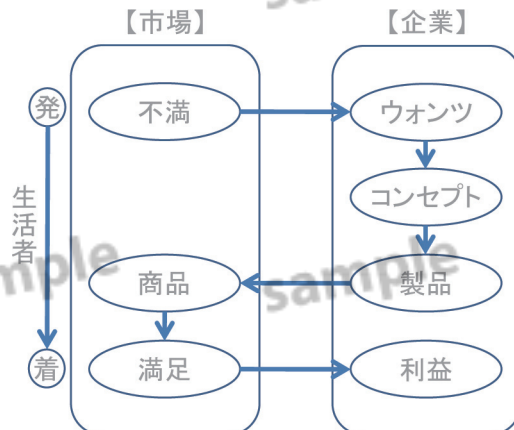 【市場】 【企業】
発 不満 ウォンツ
コンセプト
生活者
商品 製品
着 満足 利益
sample
mple
sample